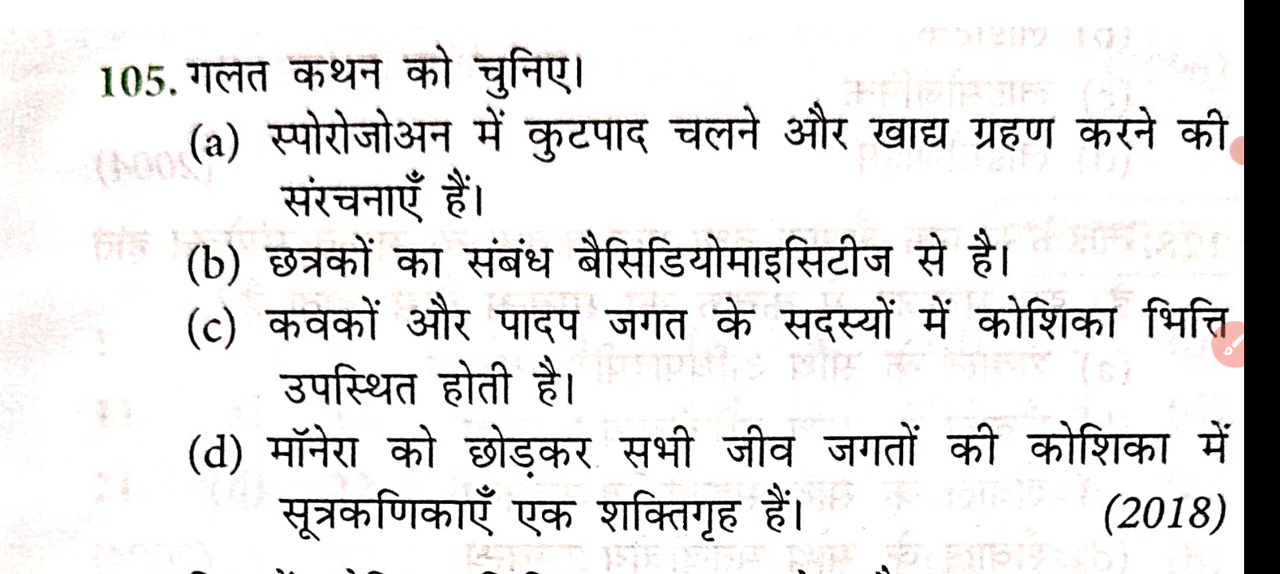 105. गलत कथन को चुनिए।
(a) स्पोरोजोअन में कुटपाद चलने और खाद्य ग्रहण करने की
संरचनाएँ हैं।
(b) छत्रकों का संबंध बैसिडियोमाइसिटीज से है।
(c) कवकों और पादप जगत के सदस्यों में कोशिका भित्ति
उपस्थित होती है।
(d) मॉनेरा को छोड़कर सभी जीव जगतों की कोशिका में
सूत्रकणिकाएँ एक शक्तिगृह हैं। (2018)